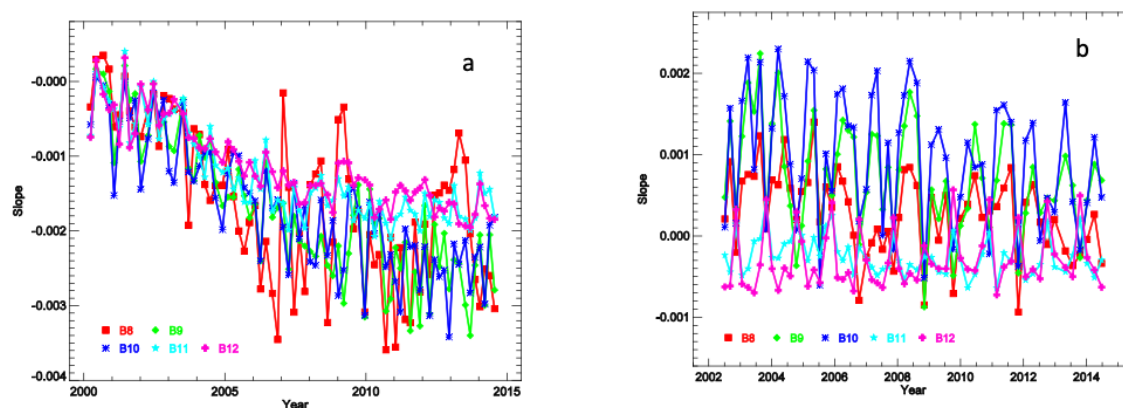 a
-0.000
-0.001
-0.002
-0.003
-0.004
Slope
B8 B9
B10 B11 B12
2000 2005 2010 2015
Year
b
0.002
0.001
0.000
-0.001
Slope
B8 B9 B10 B11 B12
2002 2004 2006 2008 2010 2012 2014
Year